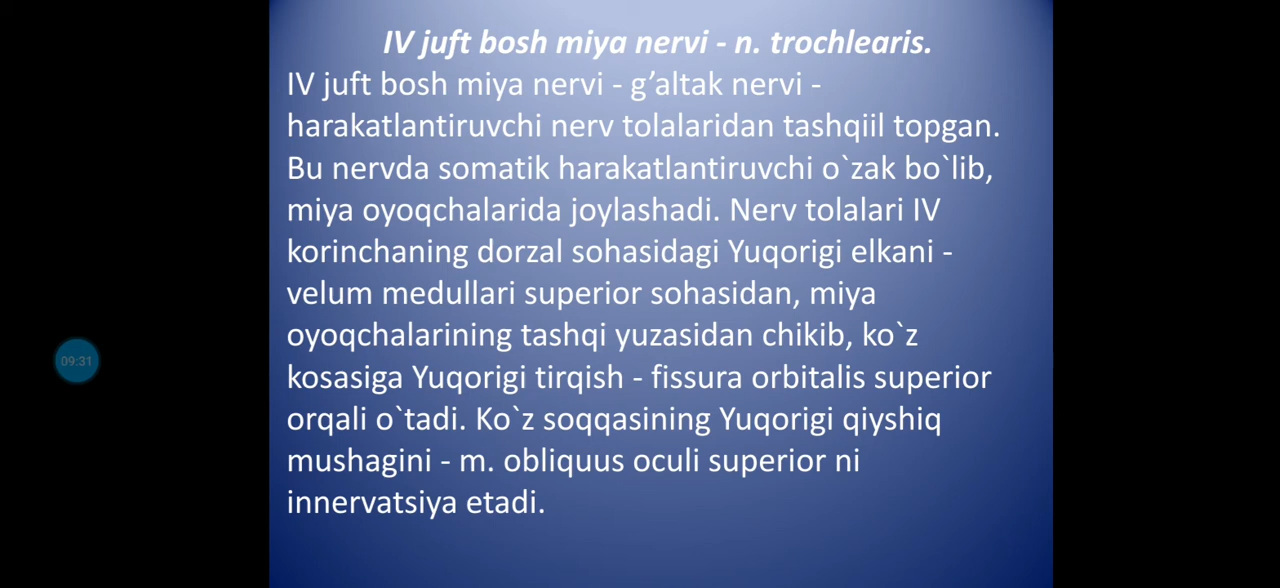 IV juft bosh miya nervi - n. trochlearis.
IV juft bosh miya nervi - g’altak nervi -
harakatlantiruvchi nerv tolalaridan tashqiil topgan.
Bu nervda somatik harakatlantiruvchi o`zak bo`lib,
miya oyoqchalarida joylashadi. Nerv tolalari IV
korinchaning dorzal sohasidagi Yuqorigi elkani -
velum medullari superior sohasidan, miya
oyoqchalarining tashqi yuzasidan chikib, ko`z
kosasiga Yuqorigi tirqish - fissura orbitalis superior
orqali o`tadi. Ko`z soqqasining Yuqorigi qiyshiq
mushagini - m. obliquus oculi superior ni
innervatsiya etadi.
09:31